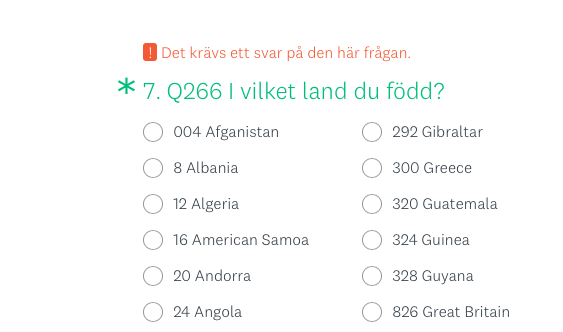 ! Det krävs ett svar på den här frågan.
* 7. Q266 I vilket land du född?
004 Afganistan
8 Albania
12 Algeria
16 American Samoa
20 Andorra
24 Angola
292 Gibraltar
300 Greece
320 Guatemala
324 Guinea
328 Guyana
826 Great Britain